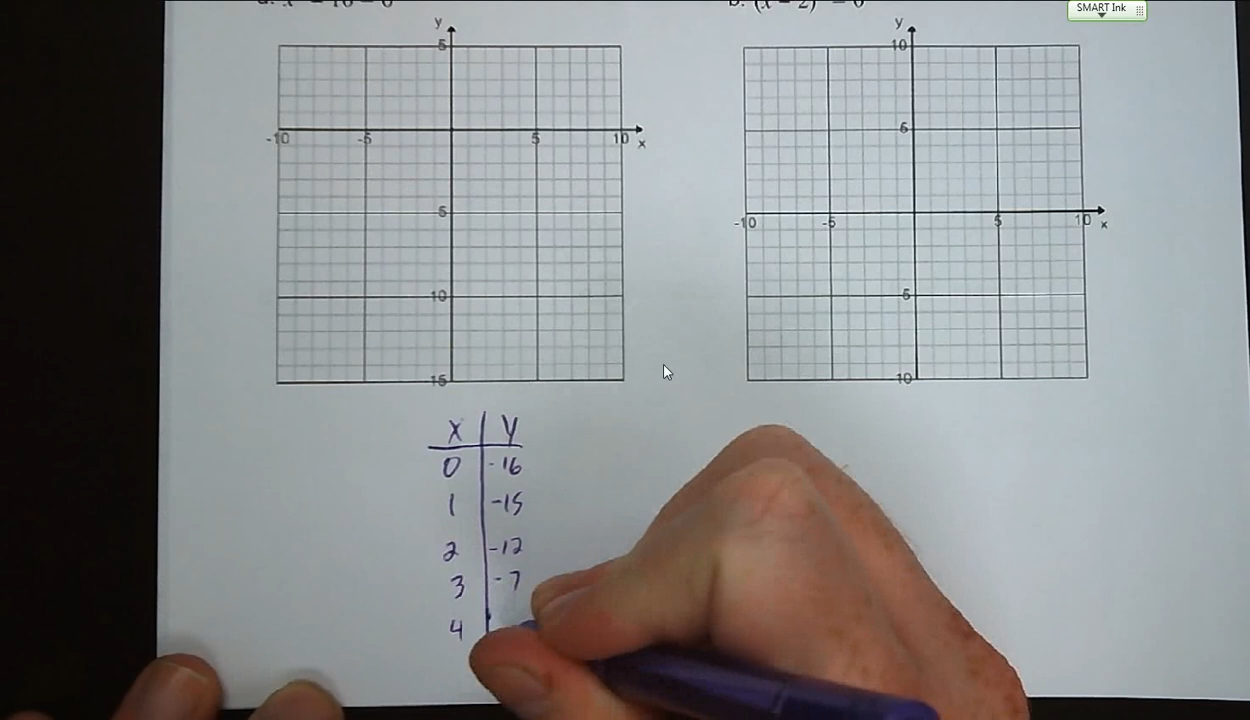 SMART Ink
y y
5 10
5
-10 -5 5 10 x
5 -10 -5 5 10 x
10 5
15 10
x y
0 -16
1 -15
2 -12
3 -7
4